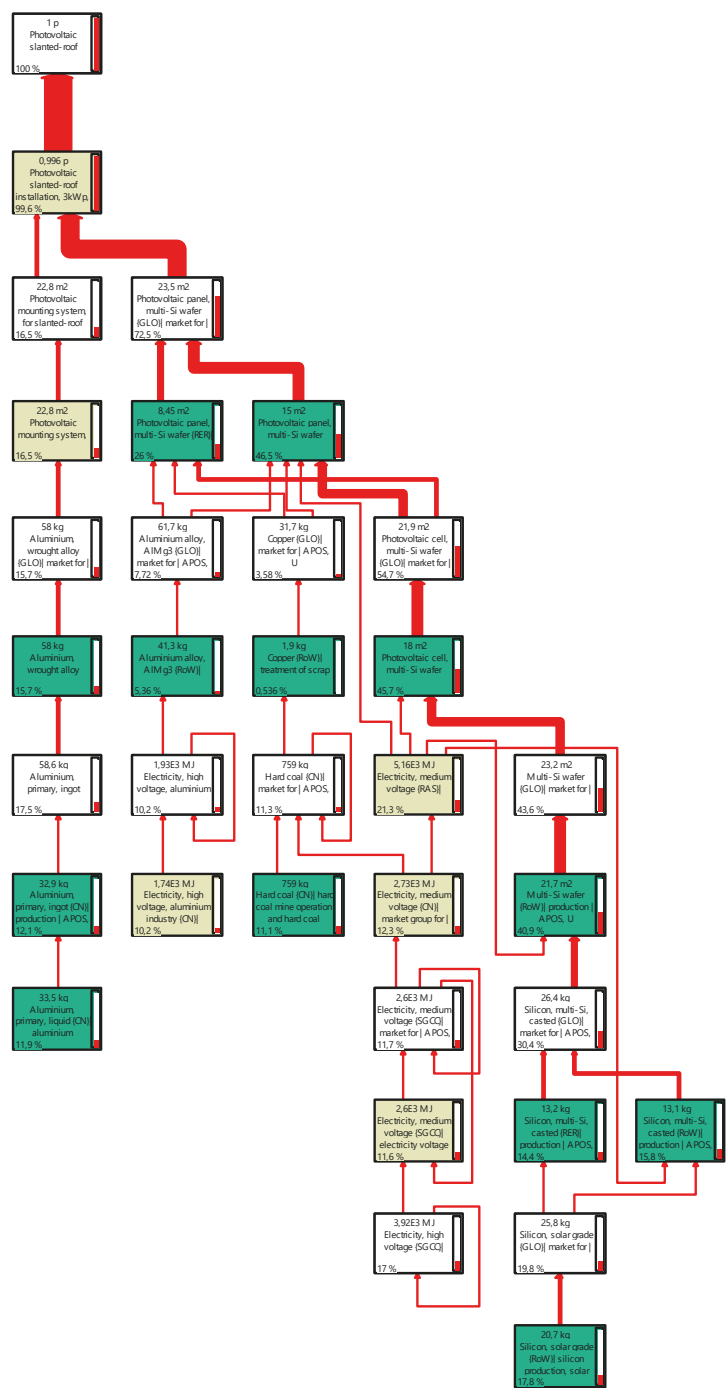 1 p
Photovoltaic
slanted-roof
100 %
0,996 p
Photovoltaic
slanted-roof
installation, 3kWp,
99,6 %
22,8 m2
Photovoltaic
mounting system,
for slanted-roof
16,5 %
23,5 m2
Photovoltaic panel,
multi-Si wafer
{GLO}| market for |
72,5 %
22,8 m2
Photovoltaic
mounting system,
16,5 %
8,45 m2
Photovoltaic panel,
multi-Si wafer {RER}|
26 %
15 m2
Photovoltaic panel,
multi-Si wafer
46,5 %
58 kg
Aluminium,
wrought alloy
{GLO}| market for |
15,7 %
61,7 kg
Aluminium alloy,
AlMg3 {GLO}|
market for | APOS,
7,72 %
31,7 kg
Copper {GLO}|
market for | APOS,
U
3,58 %
21,9 m2
Photovoltaic cell,
multi-Si wafer
{GLO}| market for |
54,7 %
58 kg
Aluminium,
wrought alloy
15,7 %
41,3 kg
Aluminium alloy,
AlMg3 {RoW}|
5,36 %
1,9 kg
Copper {RoW}|
treatment of scrap
0,536 %
18 m2
Photovoltaic cell,
multi-Si wafer
45,7 %
58,6 kg
Aluminium,
primary, ingot
17,5 %
1,93E3 MJ
Electricity, high
voltage, aluminium
10,2 %
759 kg
Hard coal {CN}|
market for | APOS,
11,3 %
5,16E3 MJ
Electricity, medium
voltage {RAS}|
21,3 %
23,2 m2
Multi-Si wafer
{GLO}| market for |
43,6 %
32,9 kg
Aluminium,
primary, ingot {CN}|
production | APOS,
12,1 %
1,74E3 MJ
Electricity, high
voltage, aluminium
industry {CN}|
10,2 %
759 kg
Hard coal {CN}| hard
coal mine operation
and hard coal
11,1 %
2,73E3 MJ
Electricity, medium
voltage {CN}|
market group for |
12,3 %
21,7 m2
Multi-Si wafer
{RoW}| production |
APOS, U
40,9 %
33,5 kg
Aluminium,
primary, liquid {CN}|
aluminium
11,9 %
2,6E3 MJ
Electricity, medium
voltage {SGCC}|
market for | APOS,
11,7 %
26,4 kg
Silicon, multi-Si,
casted {GLO}|
market for | APOS,
30,4 %
2,6E3 MJ
Electricity, medium
voltage {SGCC}|
electricity voltage
11,6 %
13,2 kg
Silicon, multi-Si,
casted {RER}|
production | APOS,
14,4 %
13,1 kg
Silicon, multi-Si,
casted {RoW}|
production | APOS,
15,8 %
3,92E3 MJ
Electricity, high
voltage {SGCC}|
17 %
25,8 kg
Silicon, solar grade
{GLO}| market for |
19,8 %
20,7 kg
Silicon, solar grade
{RoW}| silicon
production, solar
17,8 %